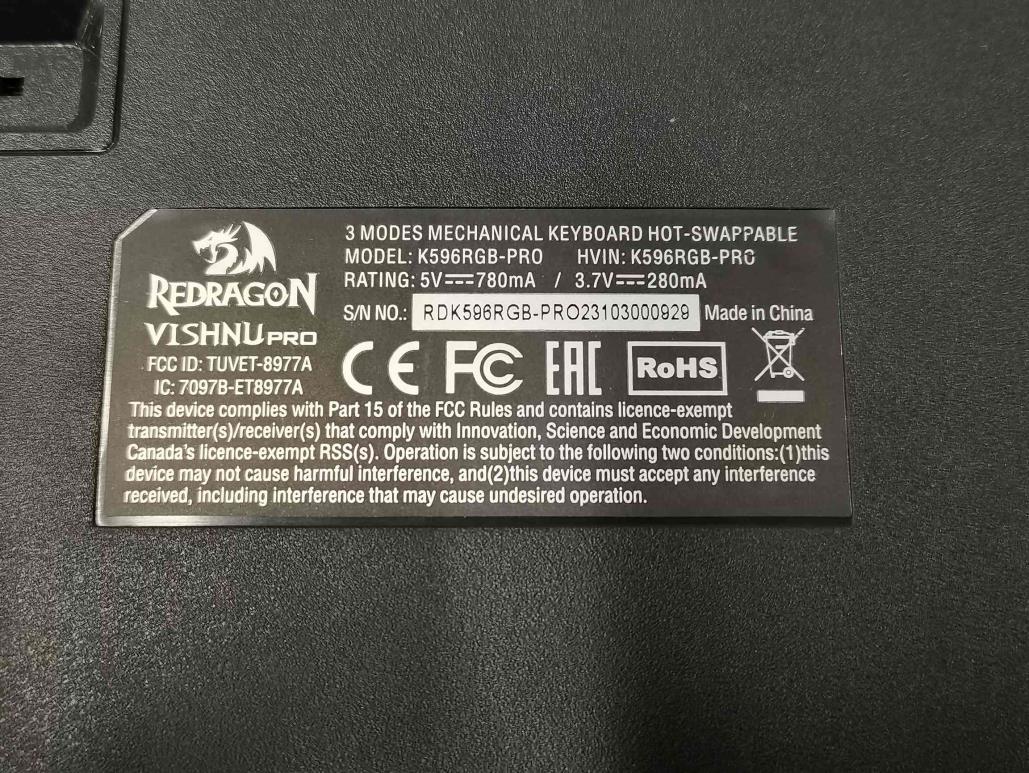 REDRAGON
VISHNU PRO
FCC ID: TUVET-8977A
IC: 7097B-ET8977A
3 MODES MECHANICAL KEYBOARD HOT-SWAPPABLE
MODEL: K596RGB-PRO HVIN: K596RGB-PRO
RATING: 5V⎓780mA / 3.7V⎓280mA
S/N NO.: RDK596RGB-PRO23103000929 Made in China
CE FC EAC RoHS
This device complies with Part 15 of the FCC Rules and contains licence-exempt
transmitter(s)/receiver(s) that comply with Innovation, Science and Economic Development
Canada's licence-exempt RSS(s). Operation is subject to the following two conditions:(1)this
device may not cause harmful interference, and(2)this device must accept any interference
received, including interference that may cause undesired operation.